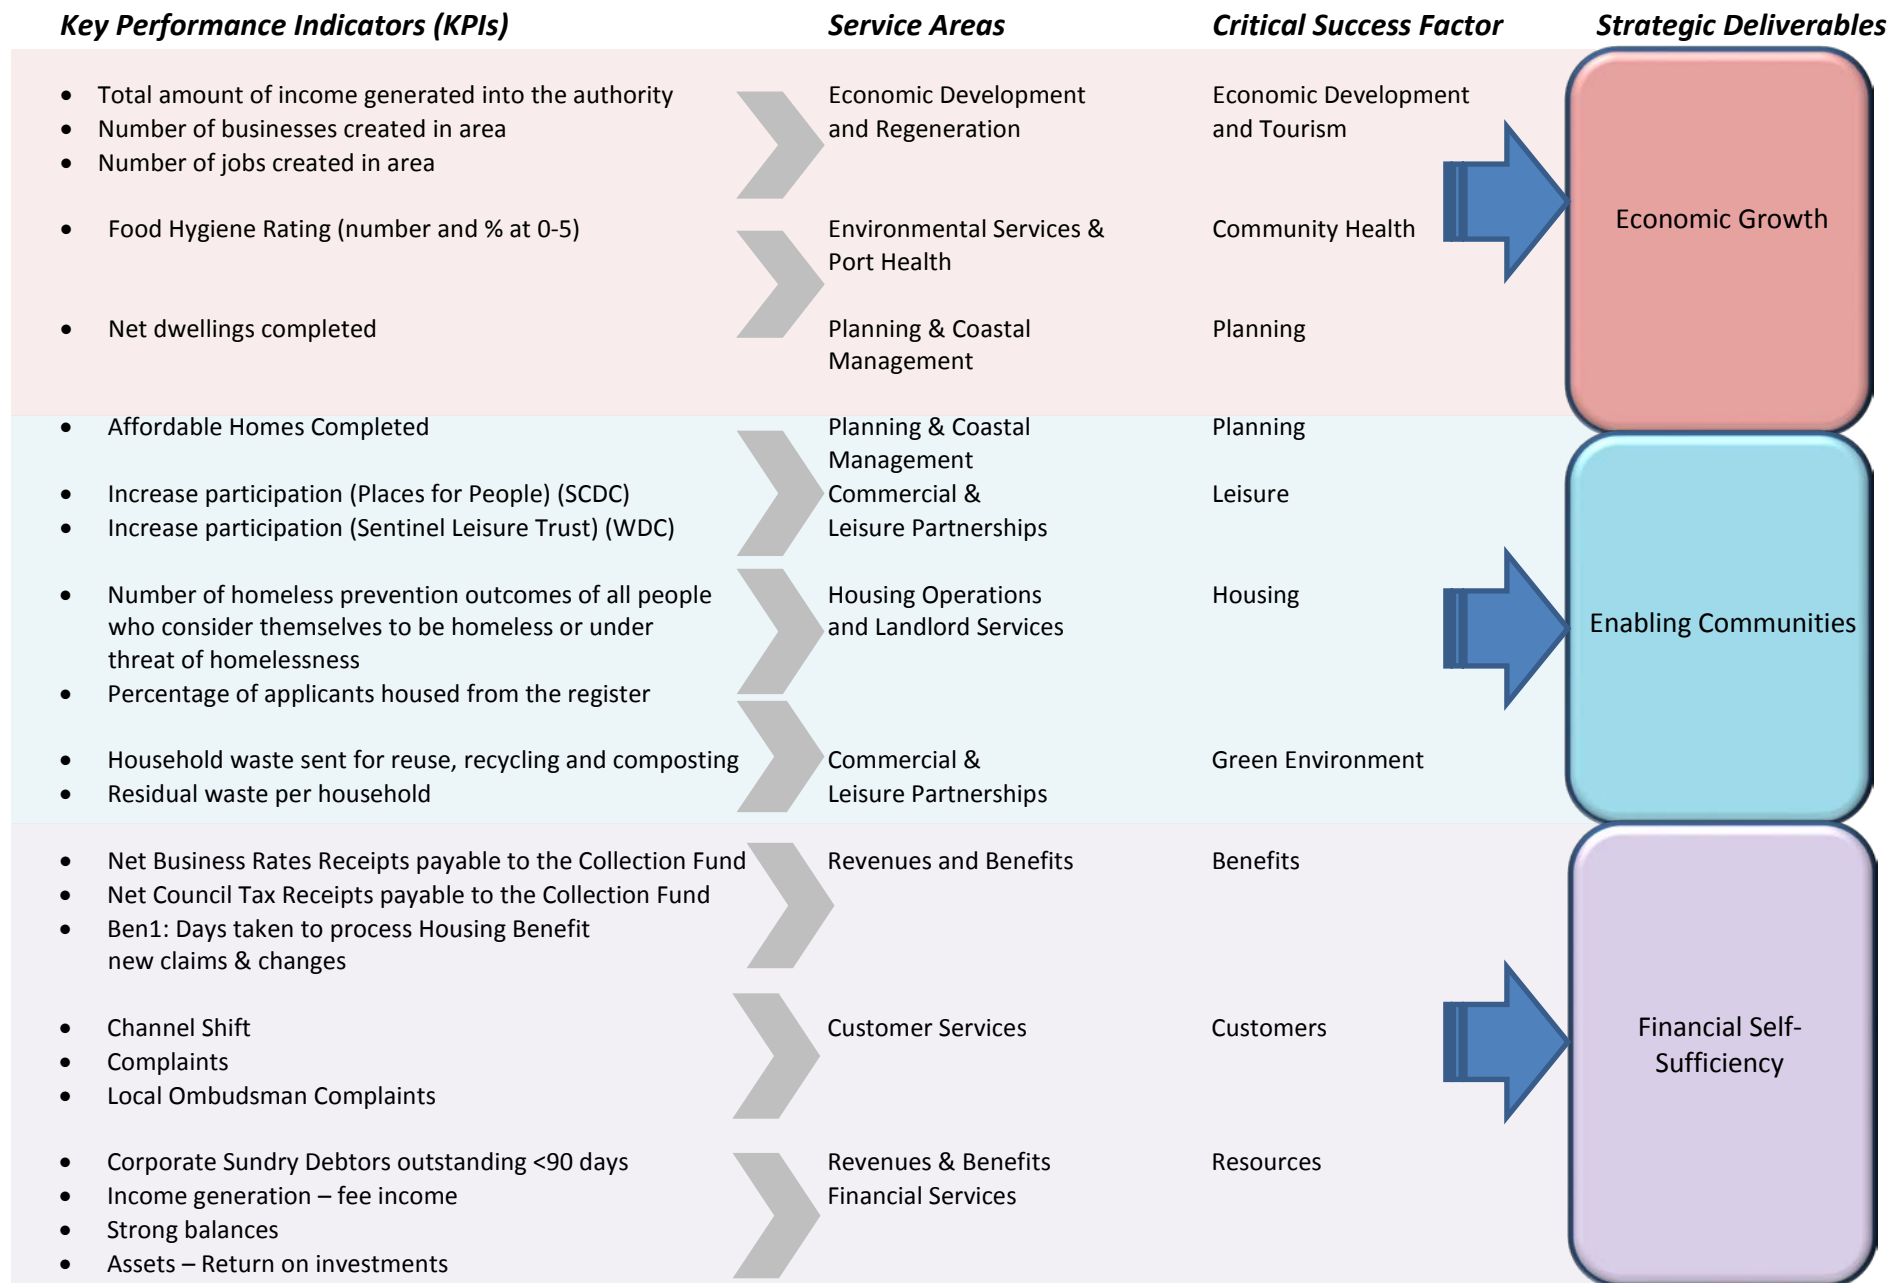 Key Performance Indicators (KPIs) Service Areas Critical Success Factor Strategic Deliverables
• Total amount of income generated into the authority Economic Development Economic Development
• Number of businesses created in area and Regeneration and Tourism
• Number of jobs created in area
Economic Growth
• Food Hygiene Rating (number and % at 0-5) Environmental Services & Community Health
Port Health
• Net dwellings completed Planning & Coastal Planning
Management
• Affordable Homes Completed Planning & Coastal Planning
Management
• Increase participation (Places for People) (SCDC) Commercial & Leisure
• Increase participation (Sentinel Leisure Trust) (WDC) Leisure Partnerships
• Number of homeless prevention outcomes of all people Housing Operations Housing
who consider themselves to be homeless or under and Landlord Services Enabling Communities
threat of homelessness
• Percentage of applicants housed from the register
• Household waste sent for reuse, recycling and composting Commercial & Green Environment
• Residual waste per household Leisure Partnerships
• Net Business Rates Receipts payable to the Collection Fund Revenues and Benefits Benefits
• Net Council Tax Receipts payable to the Collection Fund
• Ben1: Days taken to process Housing Benefit
new claims & changes
• Channel Shift Customer Services Customers Financial Self-
• Complaints Sufficiency
• Local Ombudsman Complaints
• Corporate Sundry Debtors outstanding <90 days Revenues & Benefits Resources
• Income generation – fee income Financial Services
• Strong balances
• Assets – Return on investments